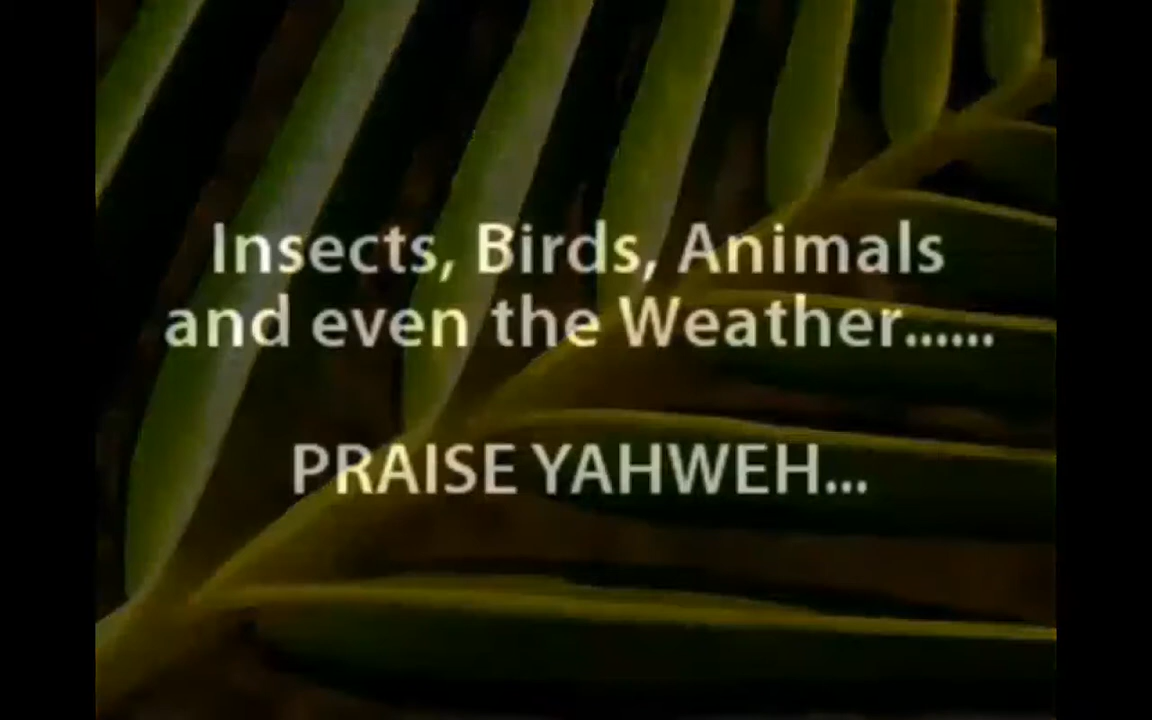 Insects, Birds, Animals
and even the Weather......
PRAISE YAHWEH...